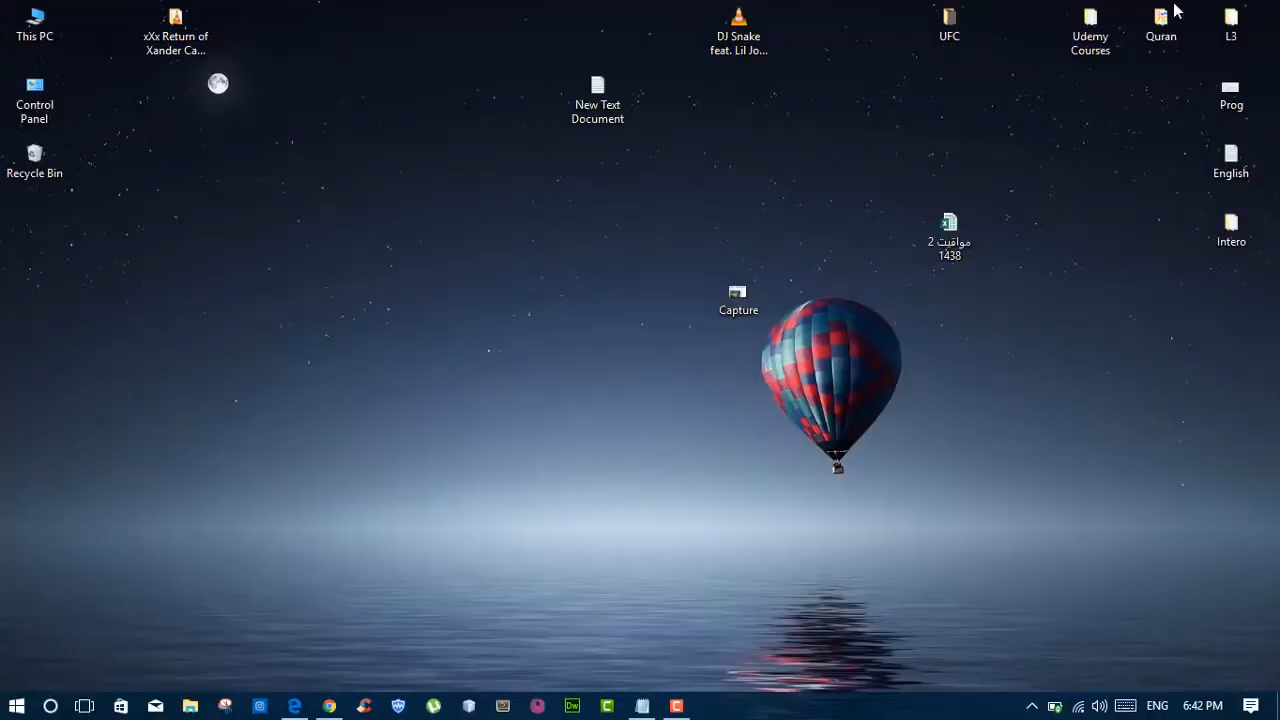 This PC
xXx Return of
Xander Ca...
DJ Snake
feat. Lil Jo...
UFC
Udemy
Courses
Quran
L3
Control
Panel
New Text
Document
Prog
Recycle Bin
English
مواقيت 2
1438
Intero
Capture
Dw
ENG
6:42 PM